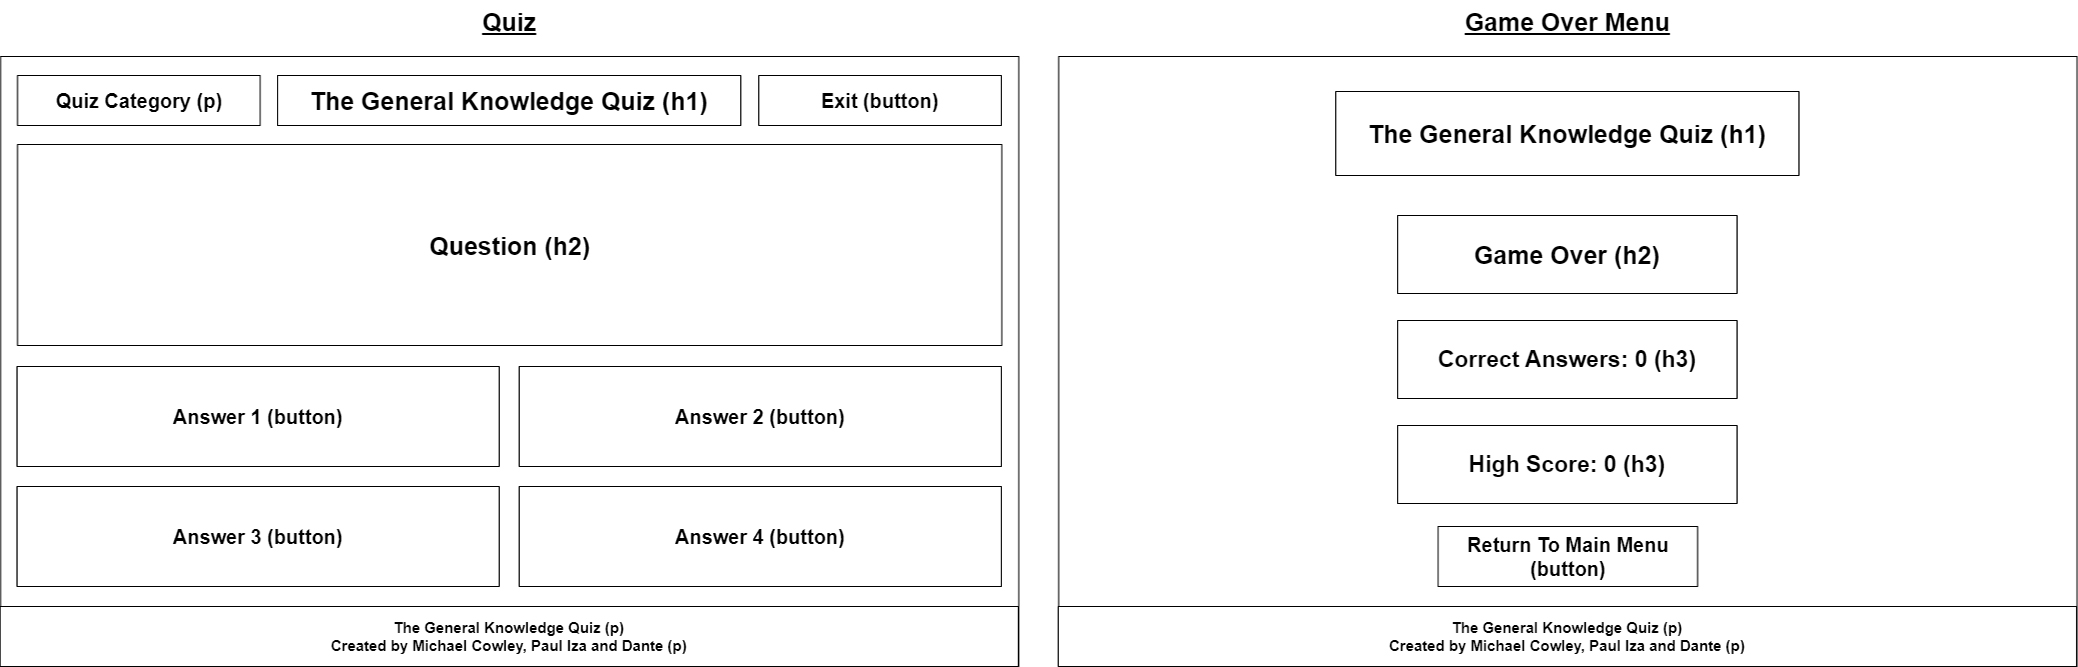 Quiz
Quiz Category (p)
The General Knowledge Quiz (h1)
Exit (button)
Question (h2)
Answer 1 (button)
Answer 2 (button)
Answer 3 (button)
Answer 4 (button)
The General Knowledge Quiz (p)
Created by Michael Cowley, Paul Iza and Dante (p)
Game Over Menu
The General Knowledge Quiz (h1)
Game Over (h2)
Correct Answers: 0 (h3)
High Score: 0 (h3)
Return To Main Menu
(button)
The General Knowledge Quiz (p)
Created by Michael Cowley, Paul Iza and Dante (p)